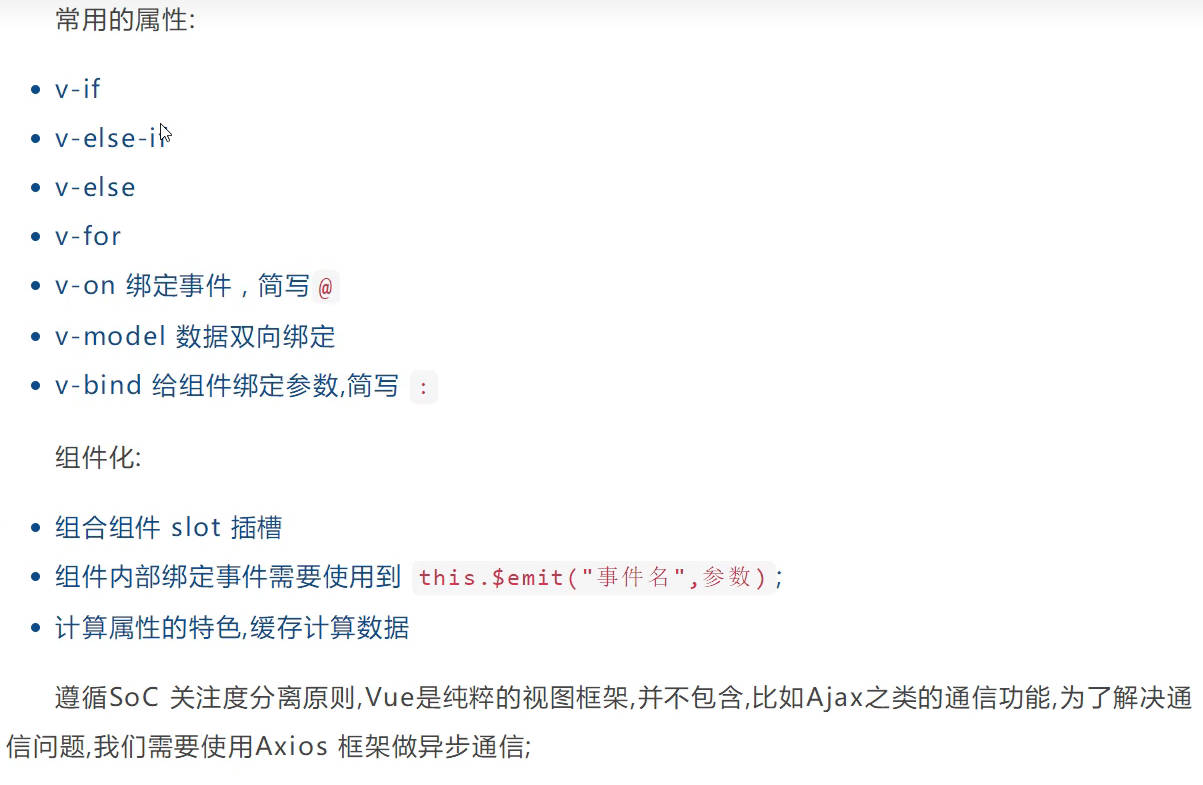 常用的属性:
• v-if
• v-else-if
• v-else
• v-for
• v-on 绑定事件，简写 @
• v-model 数据双向绑定
• v-bind 给组件绑定参数,简写 :
组件化:
• 组合组件 slot 插槽
• 组件内部绑定事件需要使用到 this.$emit("事件名",参数);
• 计算属性的特色,缓存计算数据
遵循SoC 关注度分离原则,Vue是纯粹的视图框架,并不包含,比如Ajax之类的通信功能,为了解决通
信问题,我们需要使用Axios 框架做异步通信;